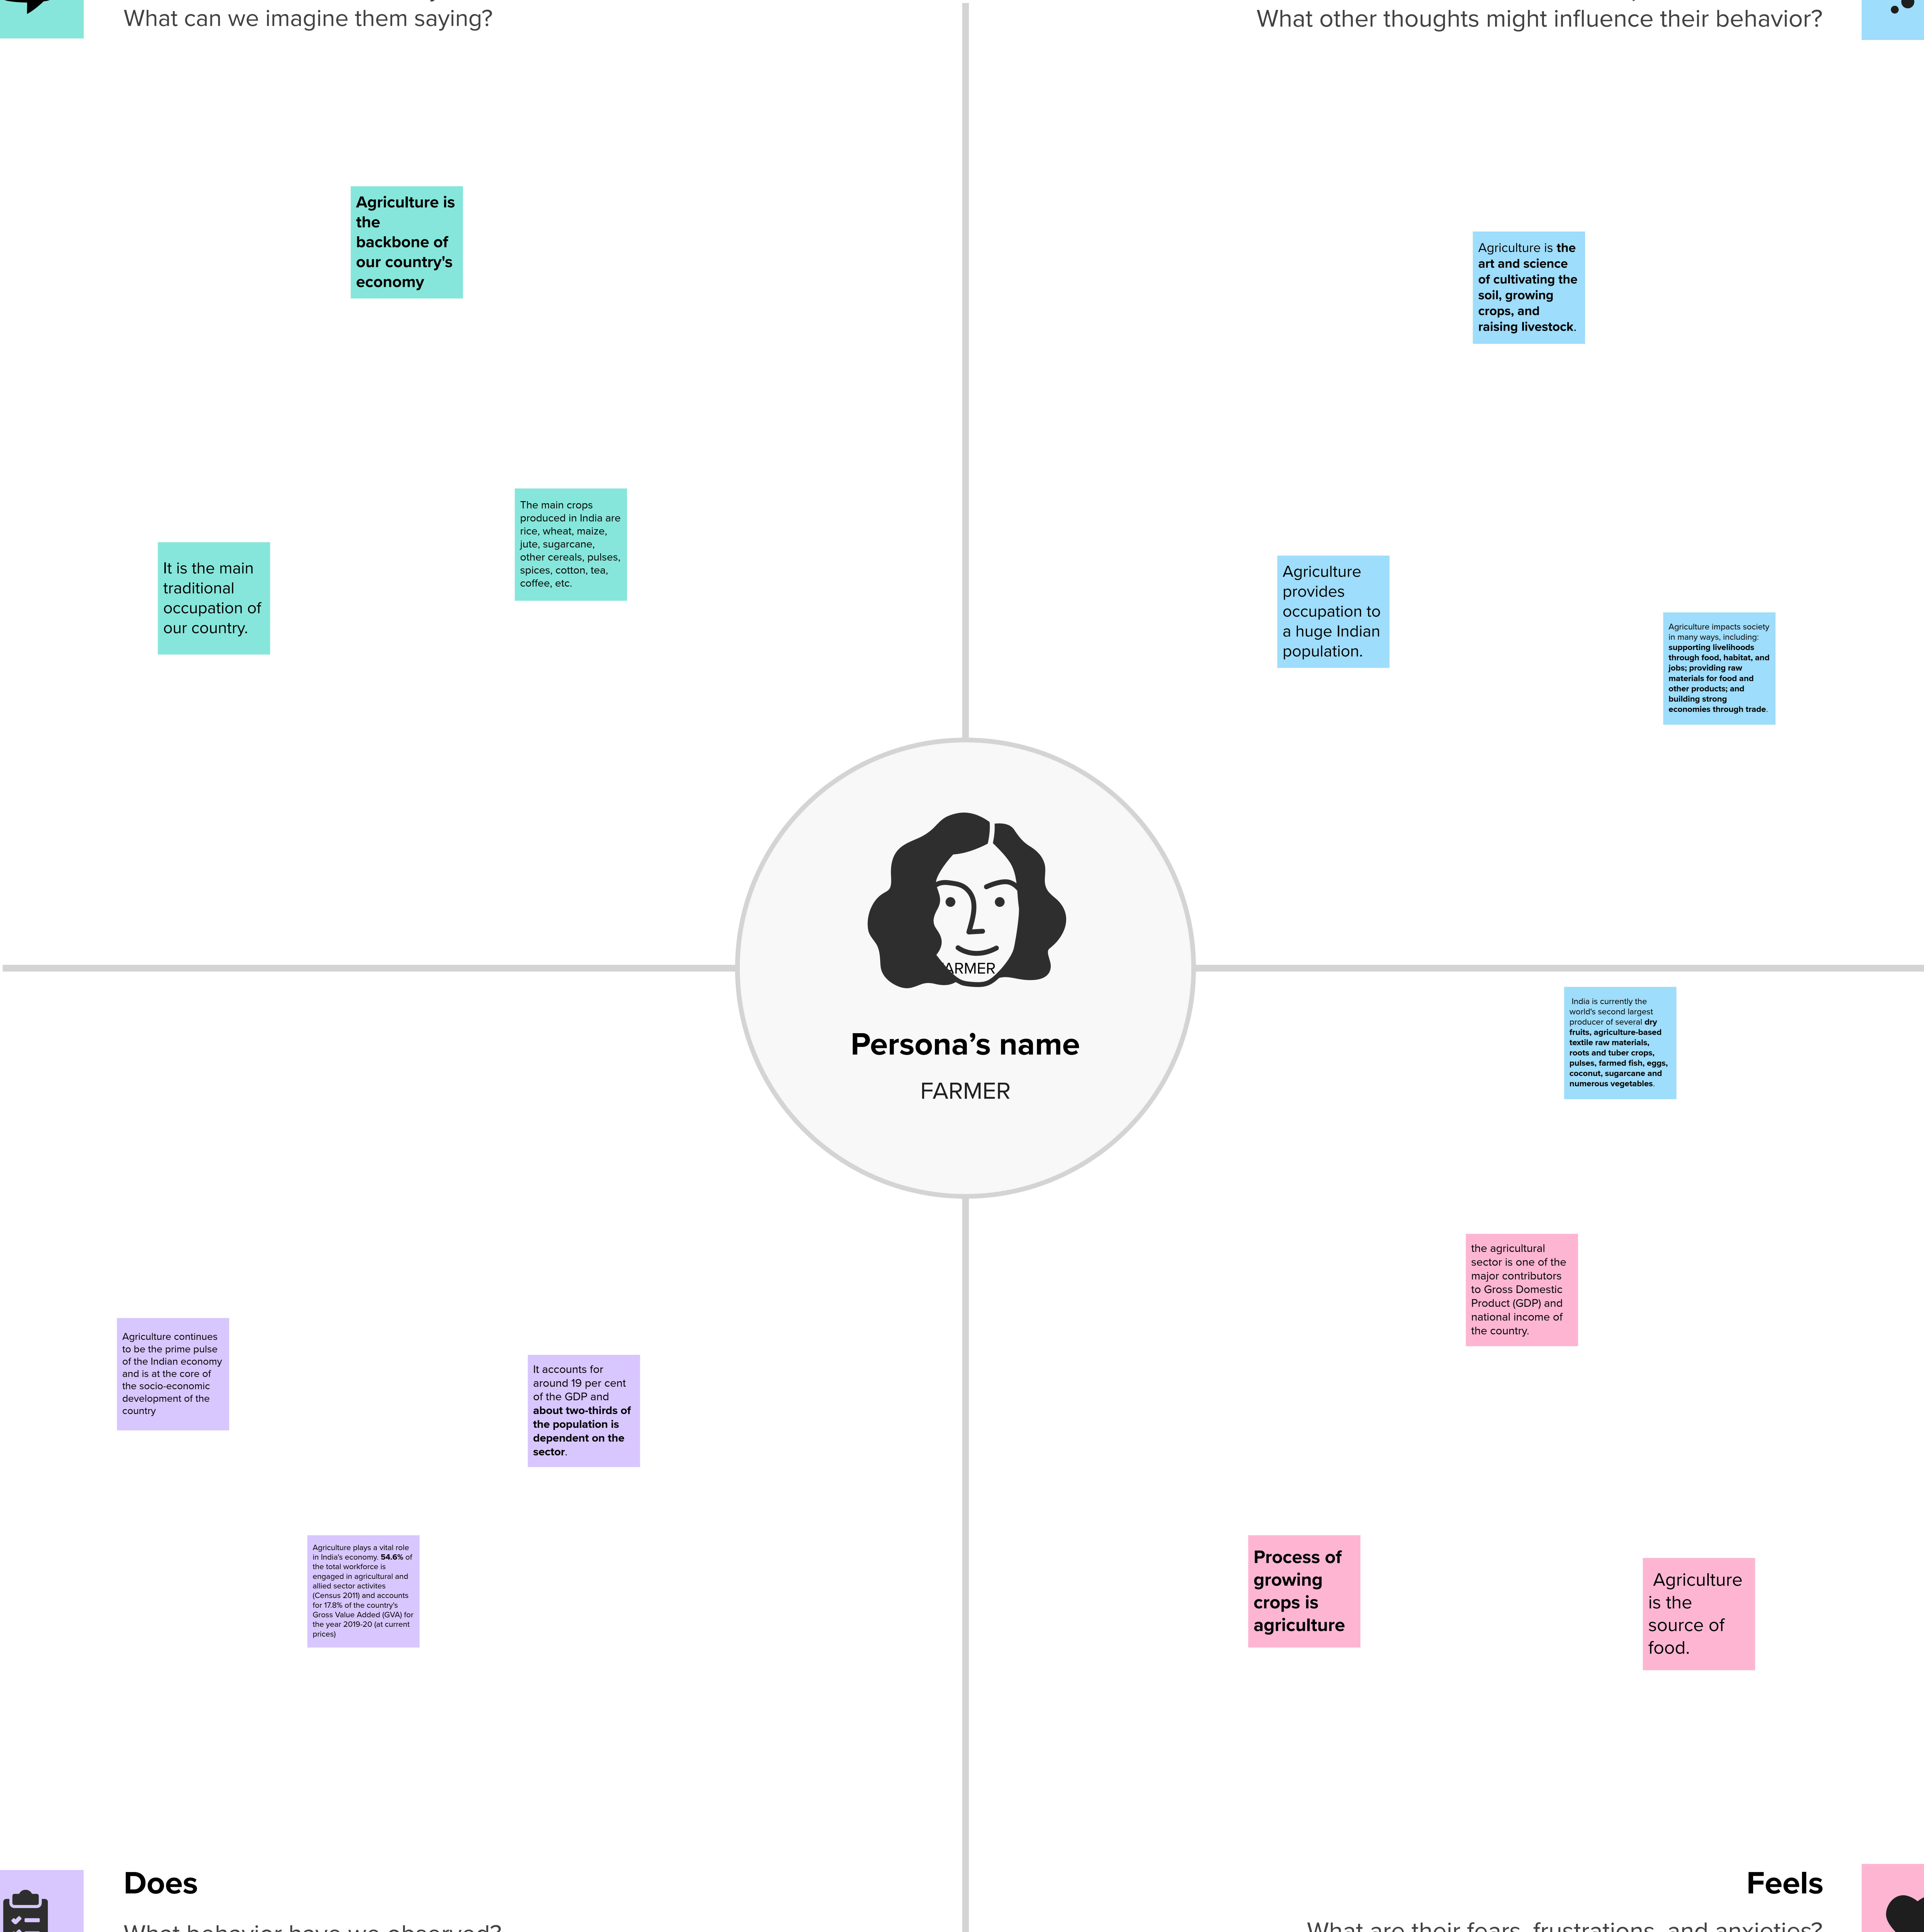 What can we imagine them saying?
What other thoughts might influence their behavior?
Agriculture is
the
backbone of
our country's
economy
Agriculture is the
art and science
of cultivating the
soil, growing
crops, and
raising livestock.
The main crops
produced in India are
rice, wheat, maize,
jute, sugarcane,
other cereals, pulses,
spices, cotton, tea,
coffee, etc.
It is the main
traditional
occupation of
our country.
Agriculture
provides
occupation to
a huge Indian
population.
Agriculture impacts society
in many ways, including:
supporting livelihoods
through food, habitat, and
jobs; providing raw
materials for food and
other products; and
building strong
economies through trade.
ARMER
Persona’s name
FARMER
India is currently the
world's second largest
producer of several dry
fruits, agriculture-based
textile raw materials,
roots and tuber crops,
pulses, farmed fish, eggs,
coconut, sugarcane and
numerous vegetables.
the agricultural
sector is one of the
major contributors
to Gross Domestic
Product (GDP) and
national income of
the country.
Agriculture continues
to be the prime pulse
of the Indian economy
and is at the core of
the socio-economic
development of the
country
It accounts for
around 19 per cent
of the GDP and
about two-thirds of
the population is
dependent on the
sector.
Agriculture plays a vital role
in India's economy. 54.6% of
the total workforce is
engaged in agricultural and
allied sector activites
(Census 2011) and accounts
for 17.8% of the country's
Gross Value Added (GVA) for
the year 2019-20 (at current
prices)
Process of
growing
crops is
agriculture
Agriculture
is the
source of
food.
Does
Feels
What behavior have we observed?
What are their fears, frustrations, and anxieties?